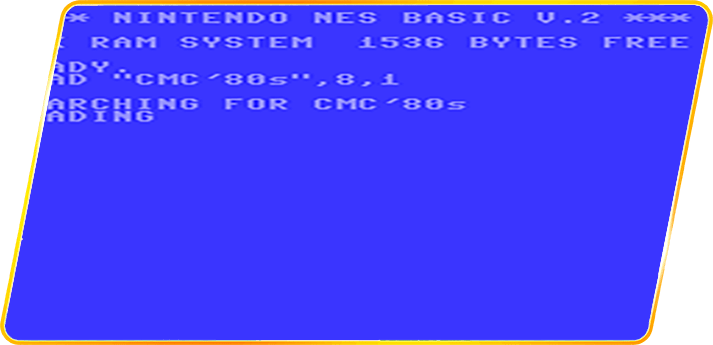 * NINTENDO NES BASIC V.2 ***
RAM SYSTEM 1536 BYTES FREE
ADY.
AD "CMC'80s",8,1
ARCHING FOR CMC'80s
ADING